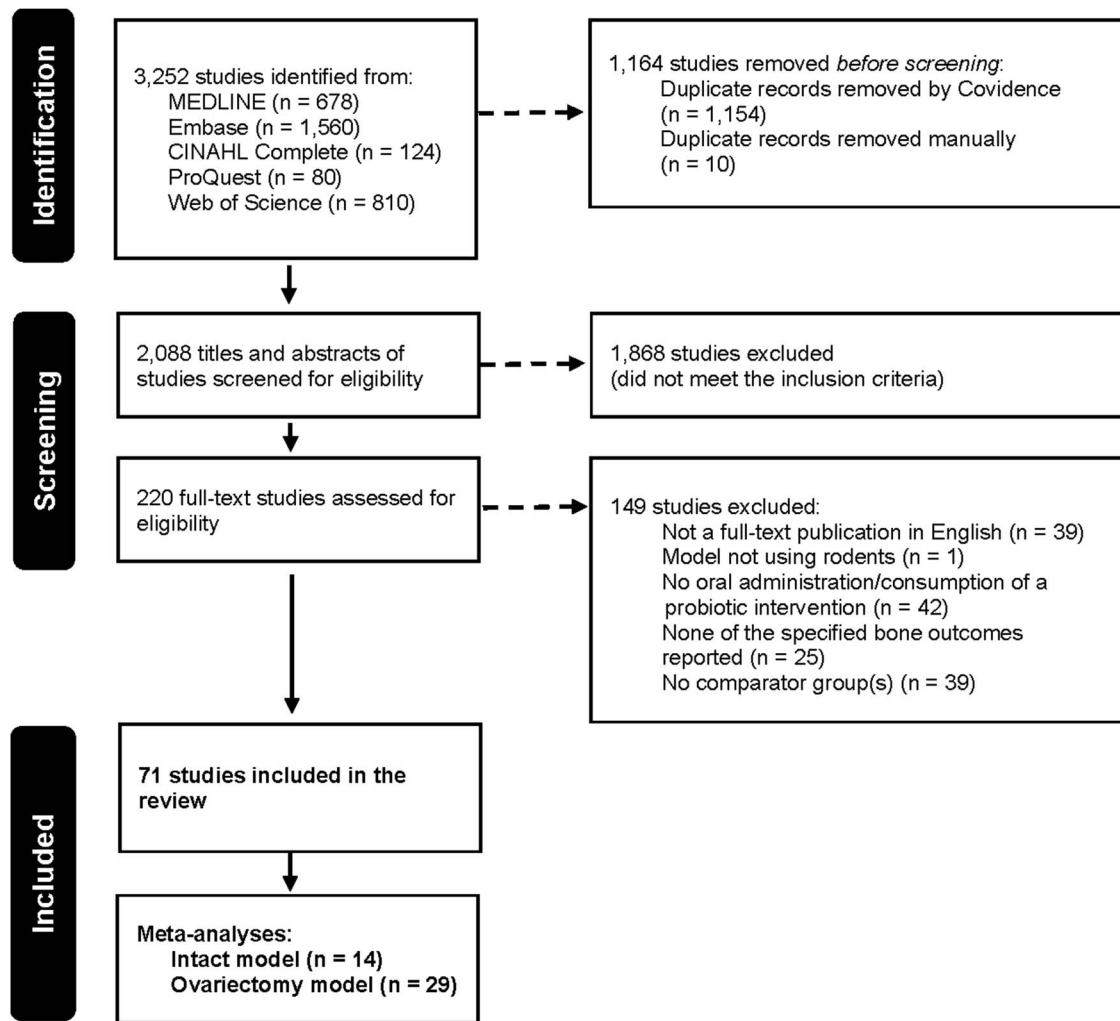 Identification
3,252 studies identified from:
MEDLINE (n = 678)
Embase (n = 1,560)
CINAHL Complete (n = 124)
ProQuest (n = 80)
Web of Science (n = 810)
1,164 studies removed before screening:
Duplicate records removed by Covidence
(n = 1,154)
Duplicate records removed manually
(n = 10)
Screening
2,088 titles and abstracts of
studies screened for eligibility
1,868 studies excluded
(did not meet the inclusion criteria)
220 full-text studies assessed for
eligibility
149 studies excluded:
Not a full-text publication in English (n = 39)
Model not using rodents (n = 1)
No oral administration/consumption of a
probiotic intervention (n = 42)
None of the specified bone outcomes
reported (n = 25)
No comparator group(s) (n = 39)
Included
71 studies included in the
review
Meta-analyses:
Intact model (n = 14)
Ovariectomy model (n = 29)